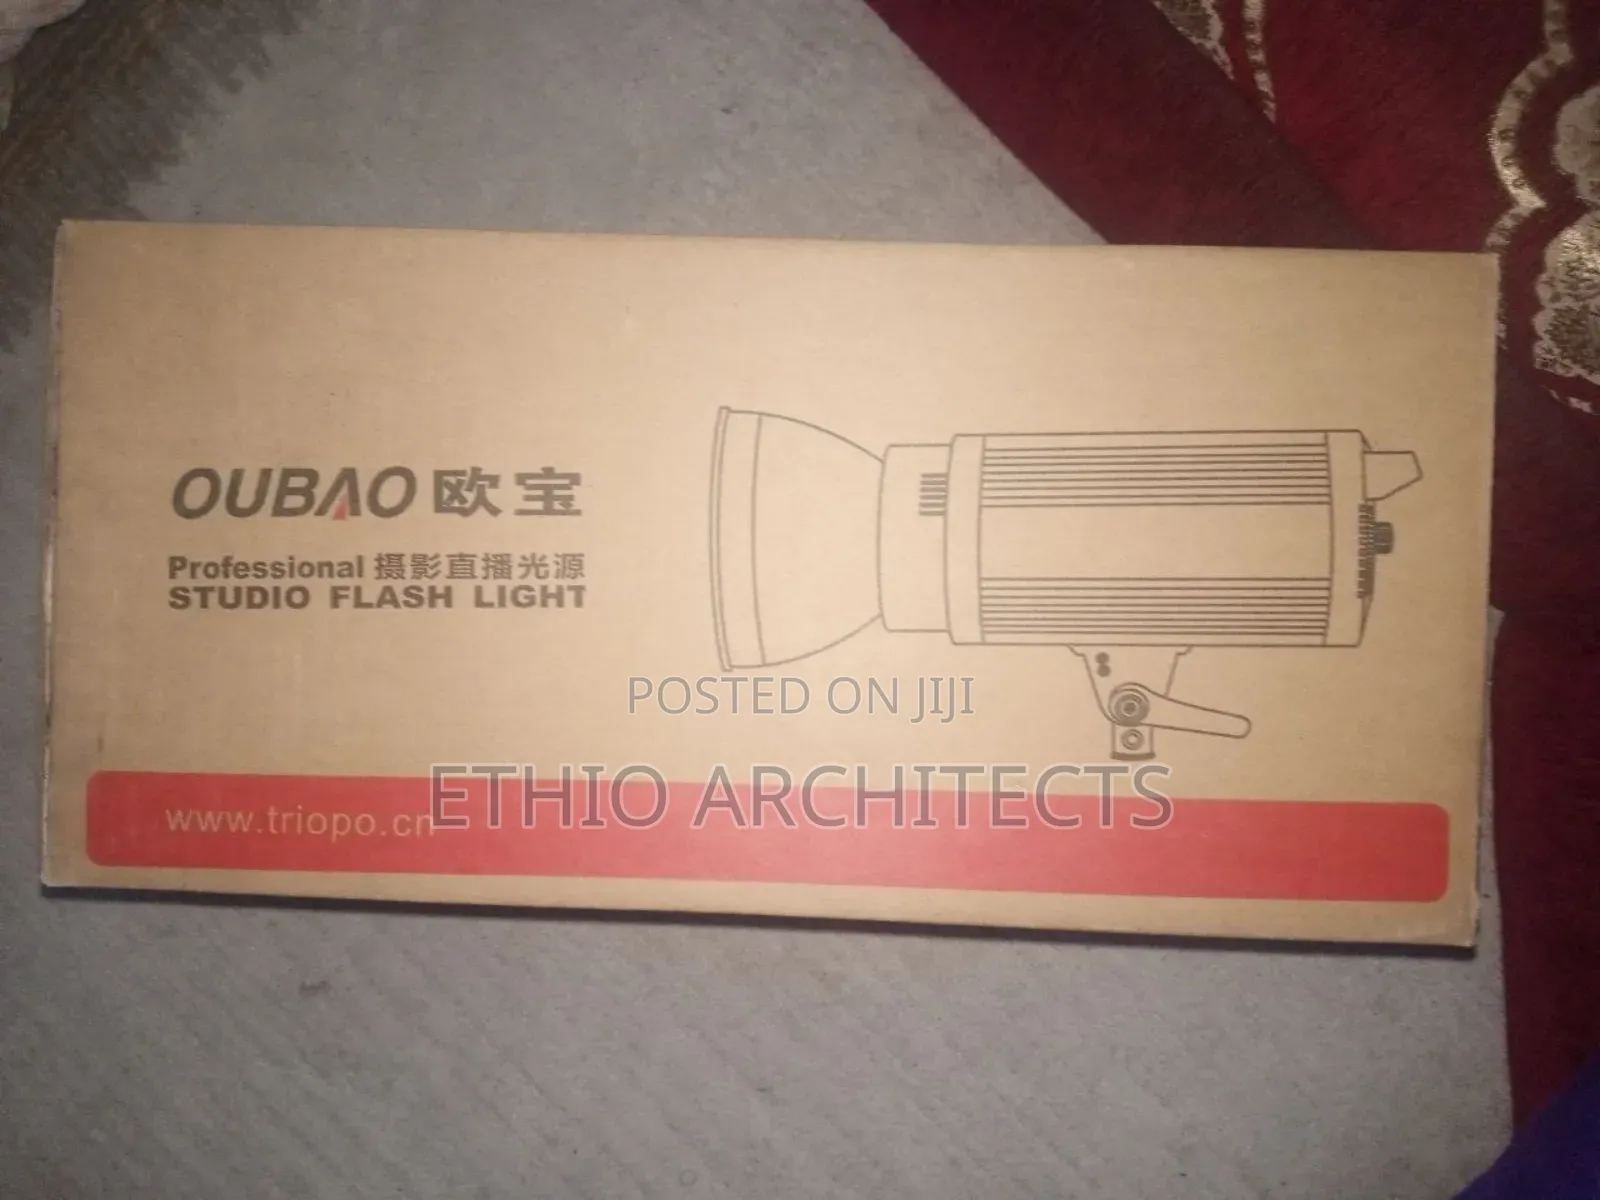 OUBAO 欧宝
Professional 摄影直播光源
STUDIO FLASH LIGHT
POSTED ON JIJI
ETHIO ARCHITECTS
www.triopo.cn